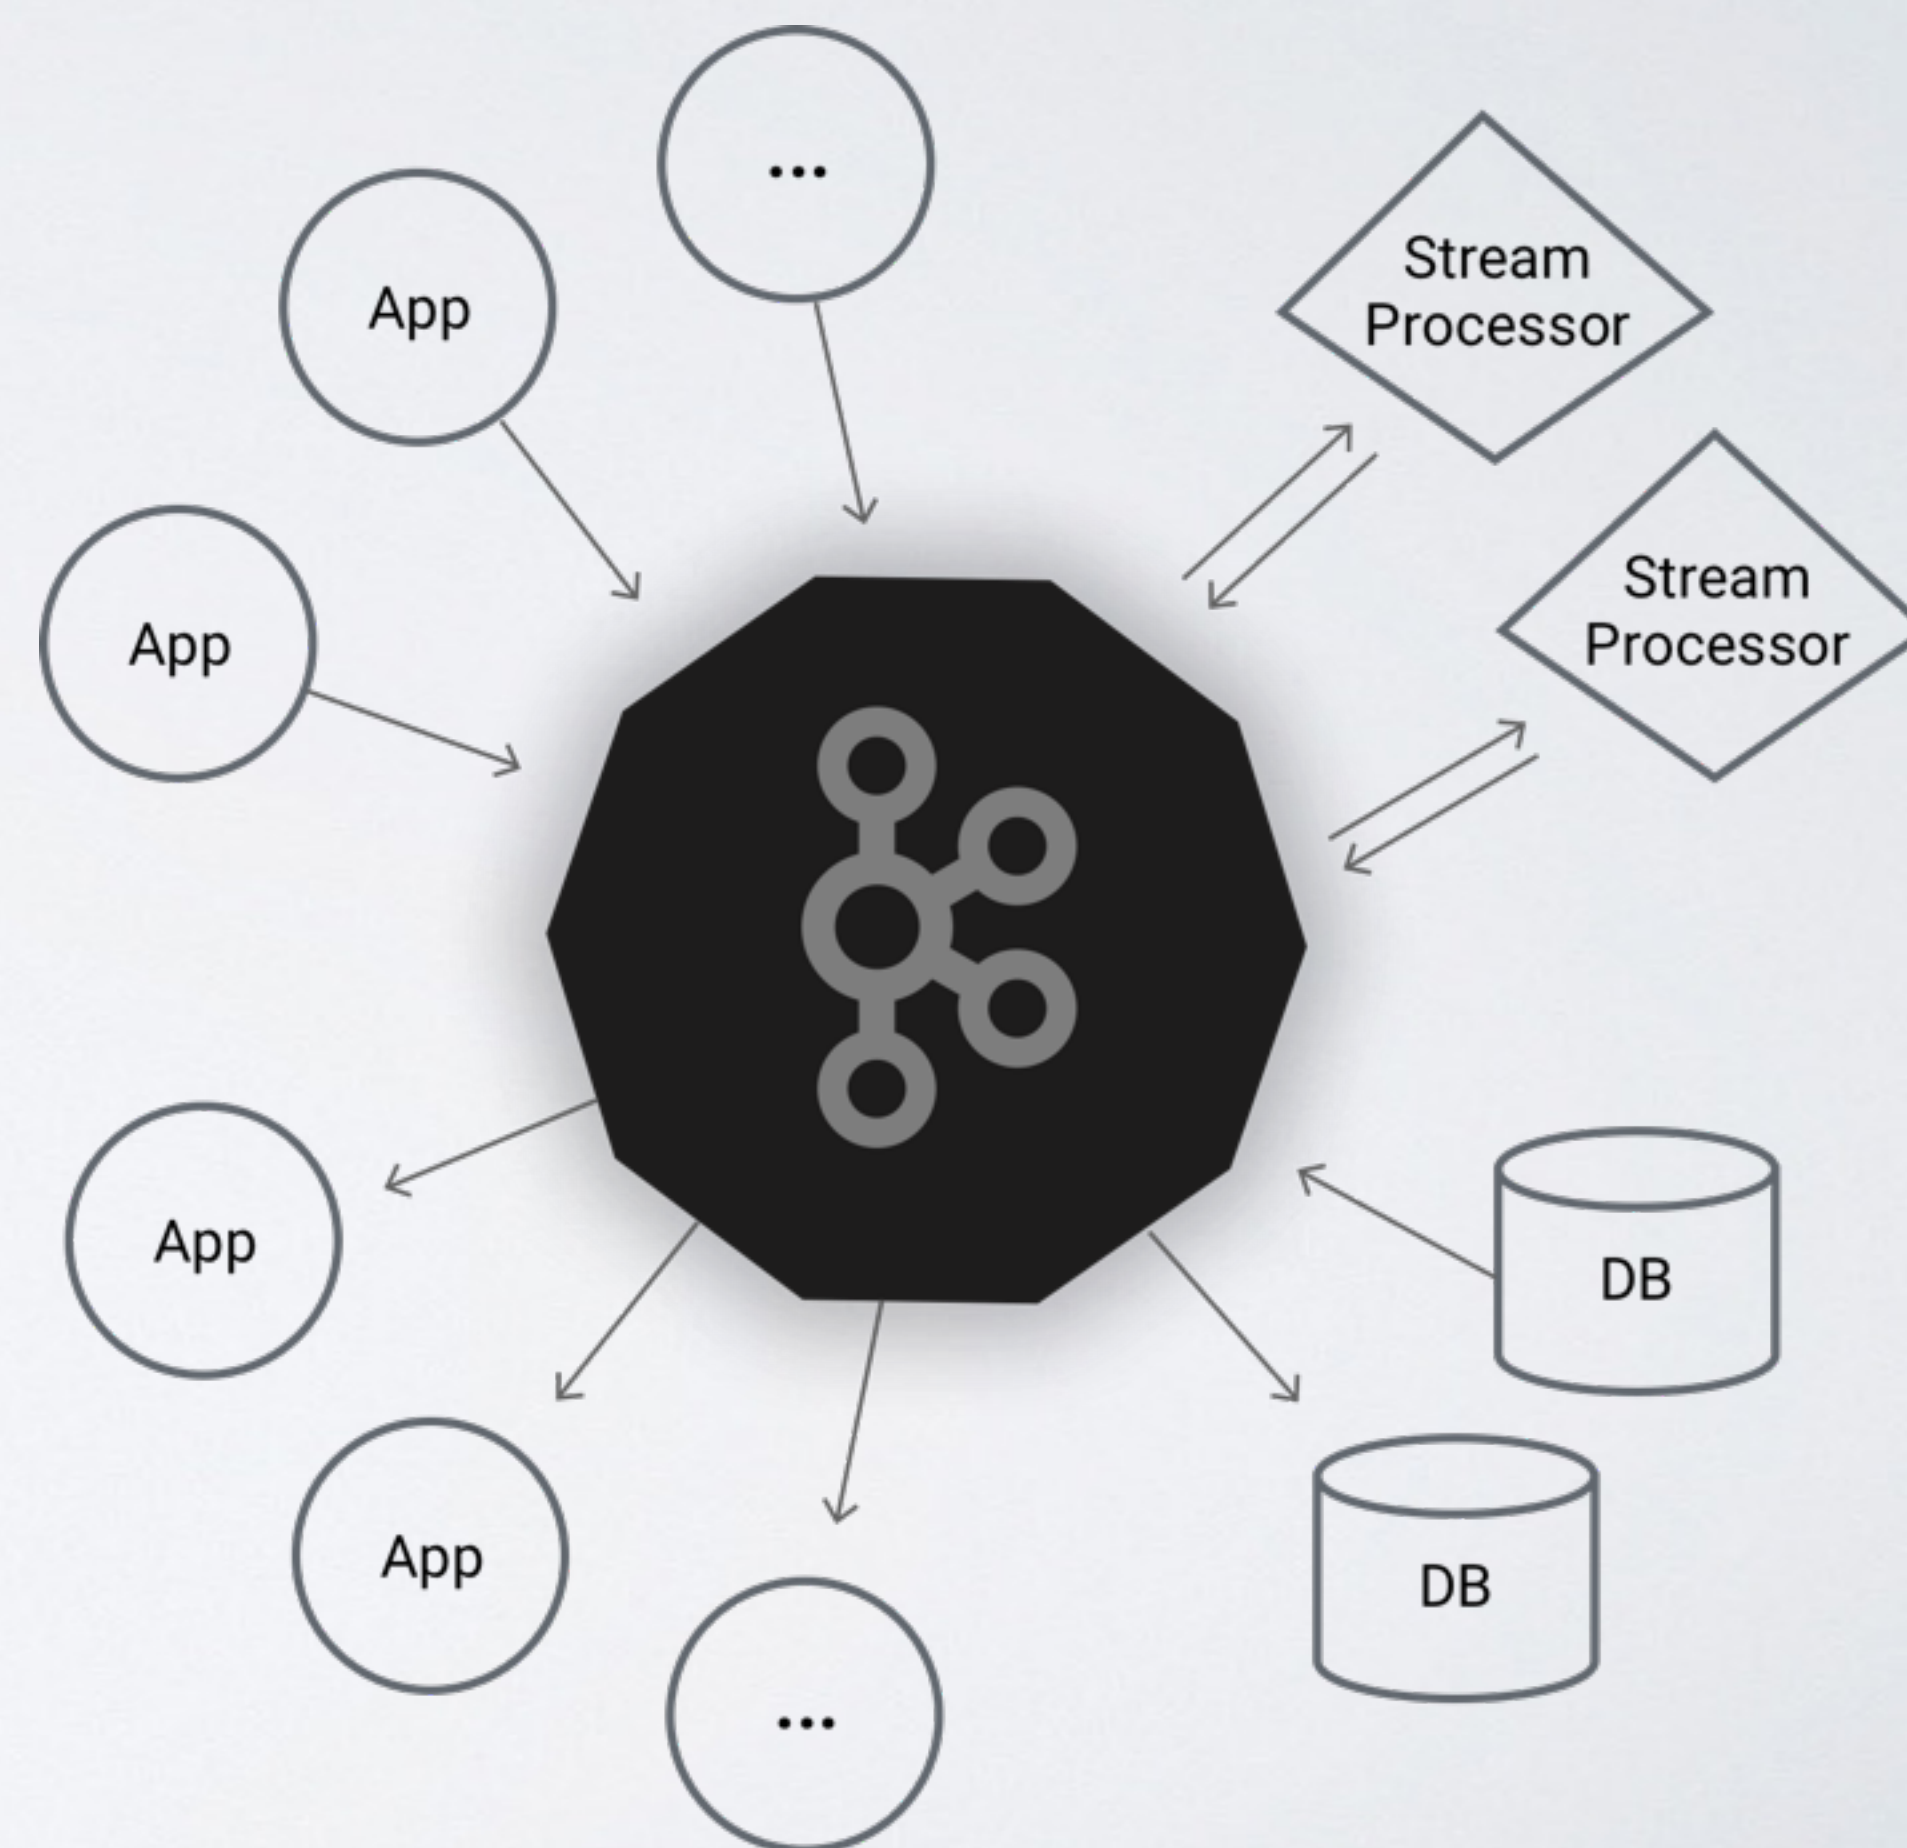 ...
App
App
Stream
Processor
Stream
Processor
App
DB
App
DB
...